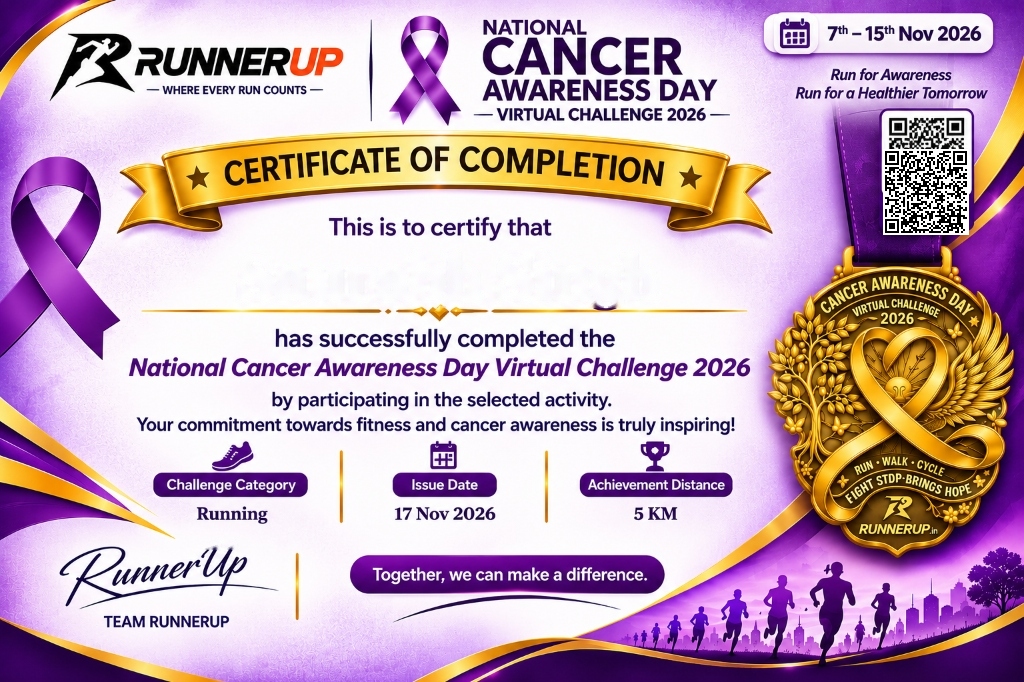 RUNNERUP
WHERE EVERY RUN COUNTS
NATIONAL
CANCER
AWARENESS DAY
VIRTUAL CHALLENGE 2026
7th – 15th Nov 2026
Run for Awareness
Run for a Healthier Tomorrow
CERTIFICATE OF COMPLETION
This is to certify that
has successfully completed the
National Cancer Awareness Day Virtual Challenge 2026
by participating in the selected activity.
Your commitment towards fitness and cancer awareness is truly inspiring!
Challenge Category
Running
Issue Date
17 Nov 2026
Achievement Distance
5 KM
CANCER AWARENESS DAY
VIRTUAL CHALLENGE
2026
RUN • WALK • CYCLE
FIGHT STDP•BRINGS HOPE
RUNNERUP.in
RunnerUp
TEAM RUNNERUP
Together, we can make a difference.